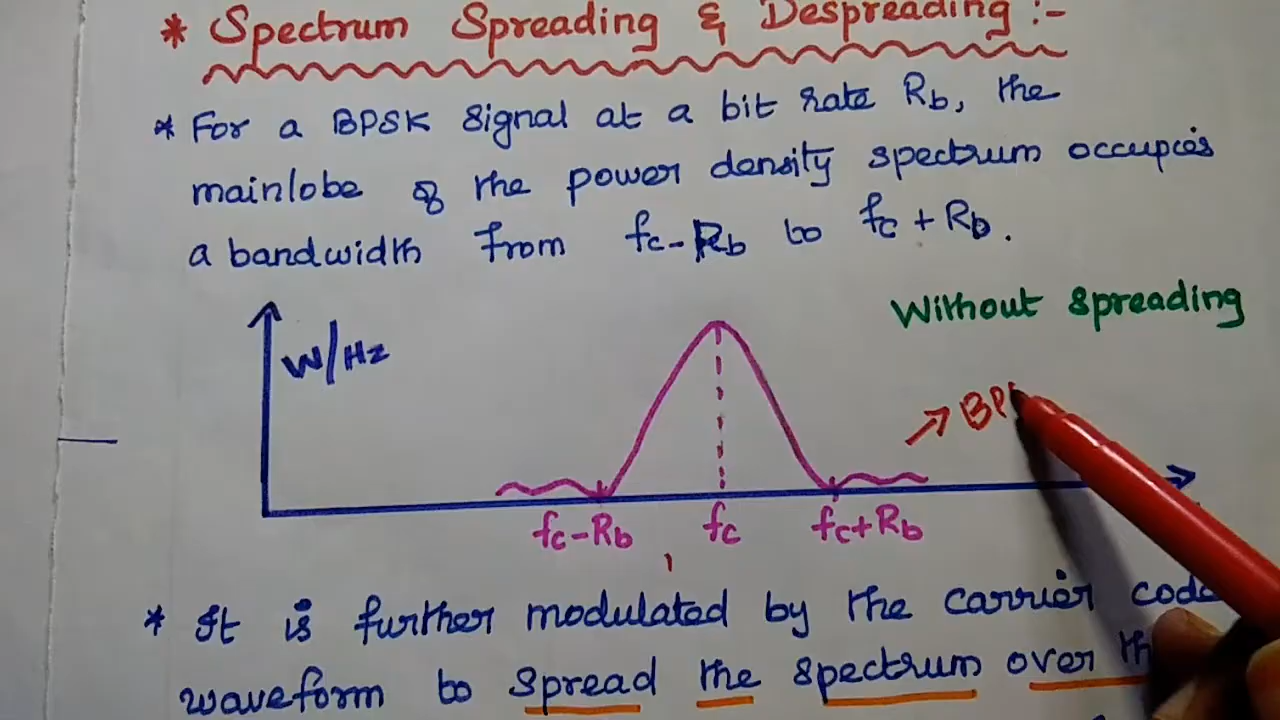 * Spectrum Spreading & Despreading :-
* For a BPSK signal at a bit rate Rb, the
mainlobe of the power density spectrum occupies
a bandwidth from fc-Rb to fc+Rb.
Without spreading
W/Hz
→ BP
fc-Rb fc fc+Rb
* It is further modulated by the carrier code
waveform to spread the spectrum over